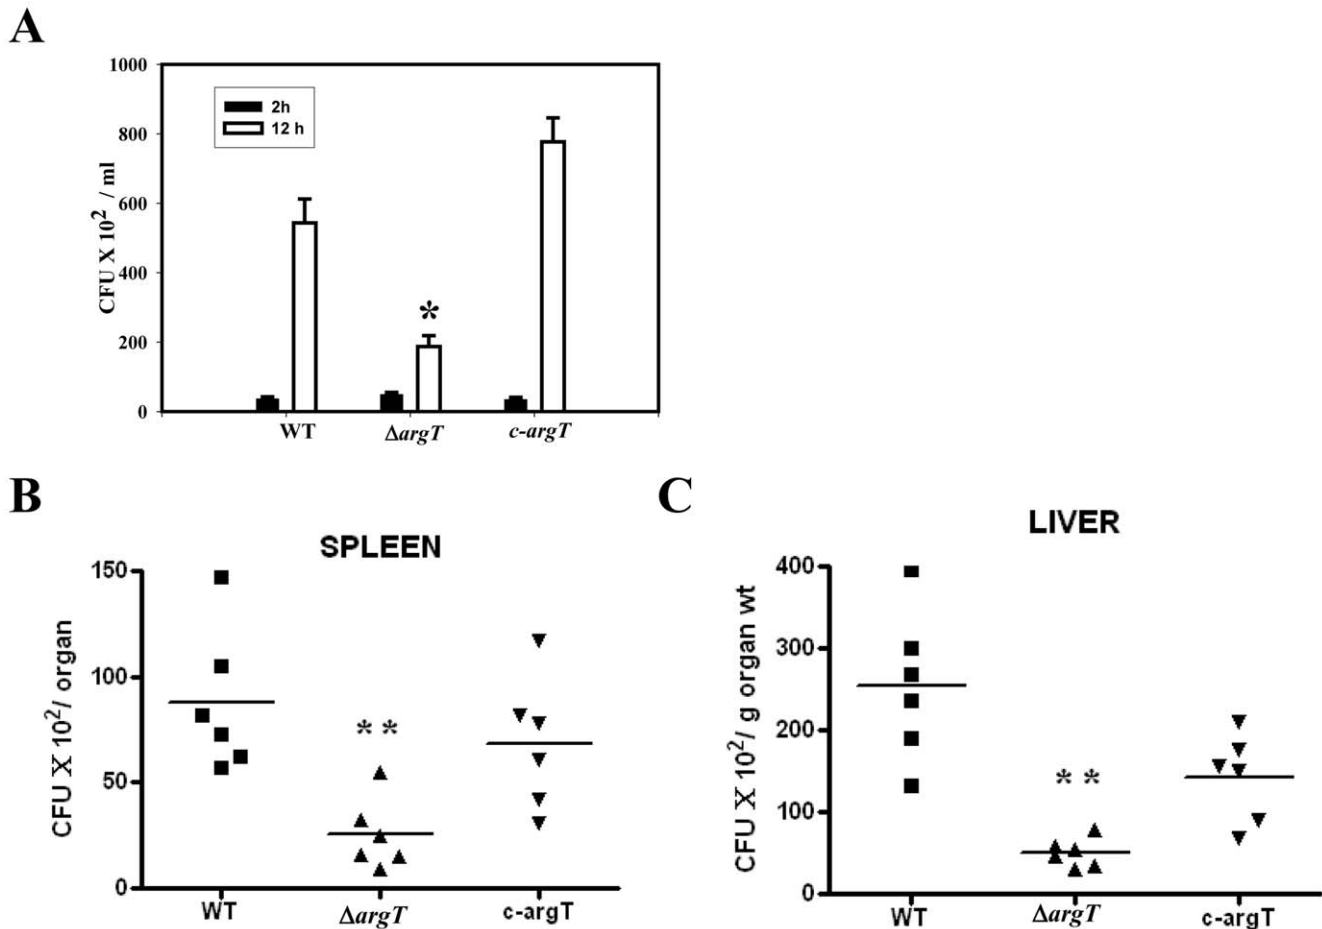 A
1000
800
600
400
200
0
CFU X 10² / ml
2h
12 h
*
WT
ΔargT
c-argT
B
SPLEEN
150
100
50
0
CFU X 10²/ organ
* *
WT
ΔargT
c-argT
C
LIVER
400
300
200
100
0
CFU X 10²/ g organ wt
* *
WT
ΔargT
c-argT